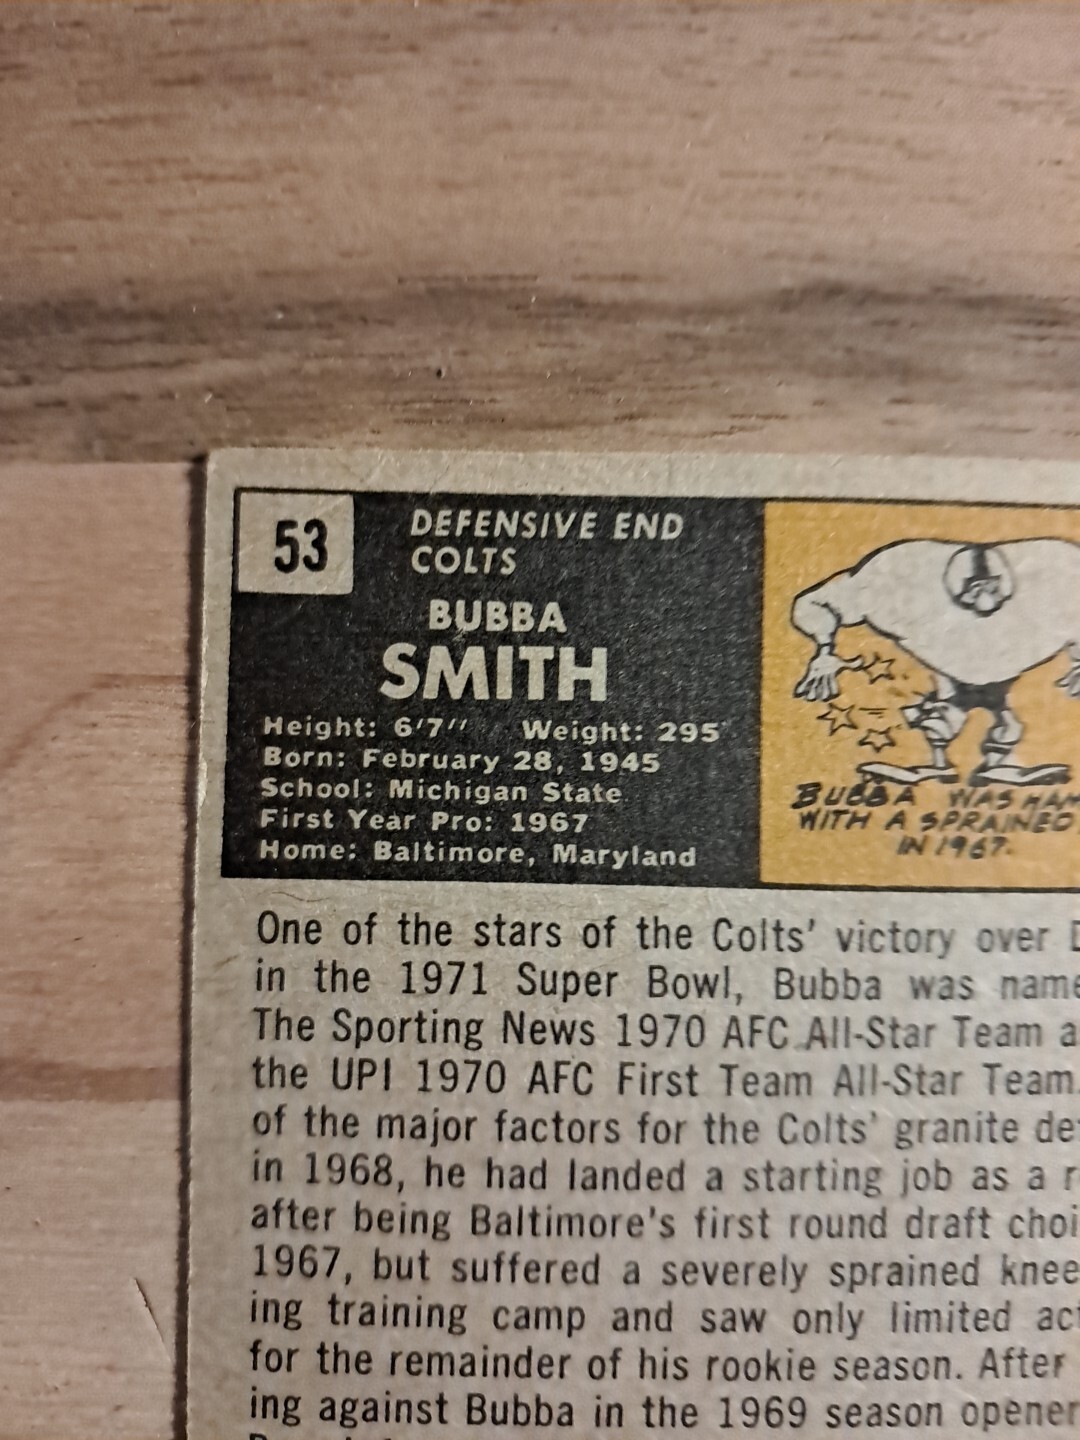 53
DEFENSIVE END
COLTS
BUBBA
SMITH
Height: 6'7" Weight: 295
Born: February 28, 1945
School: Michigan State
First Year Pro: 1967
Home: Baltimore, Maryland
BUBBA WAS
WITH A SPRAINED
IN 1967.
One of the stars of the Colts' victory over
in the 1971 Super Bowl, Bubba was
The Sporting News 1970 AFC All-Star Team
the UPI 1970 AFC First Team All-Star Team.
of the major factors for the Colts' granite
in 1968, he had landed a starting job as a
after being Baltimore's first round draft
1967, but suffered a severely sprained knee
ing training camp and saw only limited
for the remainder of his rookie season. After
ing against Bubba in the 1969 season opener